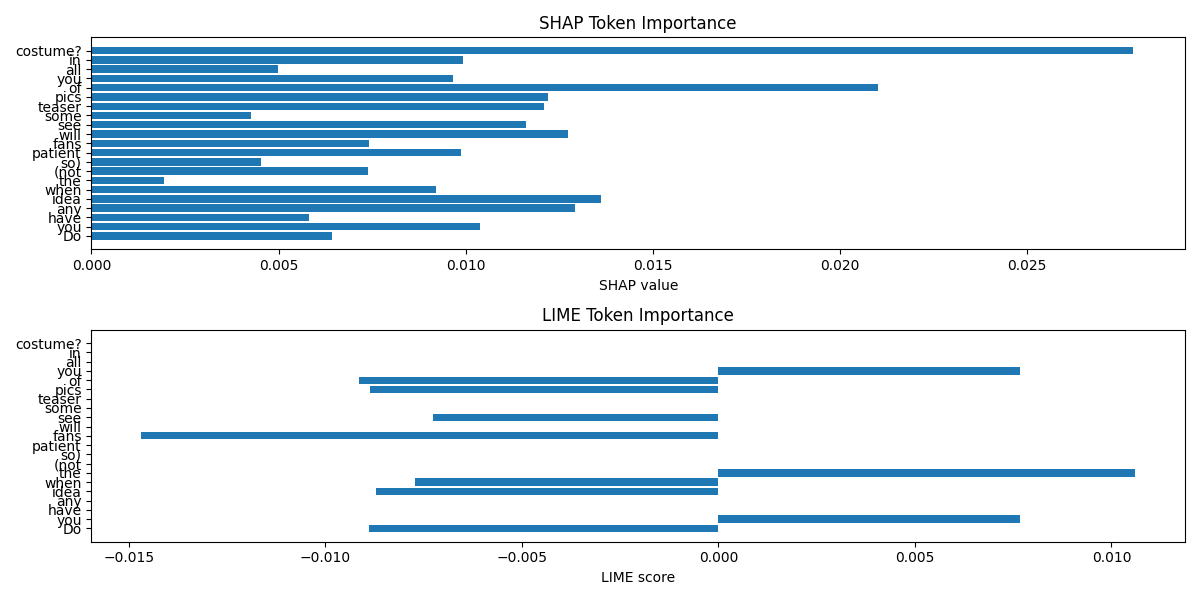 SHAP Token Importance
costume?
in
all
you
of
pics
teaser
some
see
will
fans
patient
so)
(not
the
when
idea
any
have
you
Do
0.000 0.005 0.010 0.015 0.020 0.025
SHAP value
LIME Token Importance
costume?
in
all
you
of
pics
teaser
some
see
will
fans
patient
so)
(not
the
when
idea
any
have
you
Do
−0.015 −0.010 −0.005 0.000 0.005 0.010
LIME score